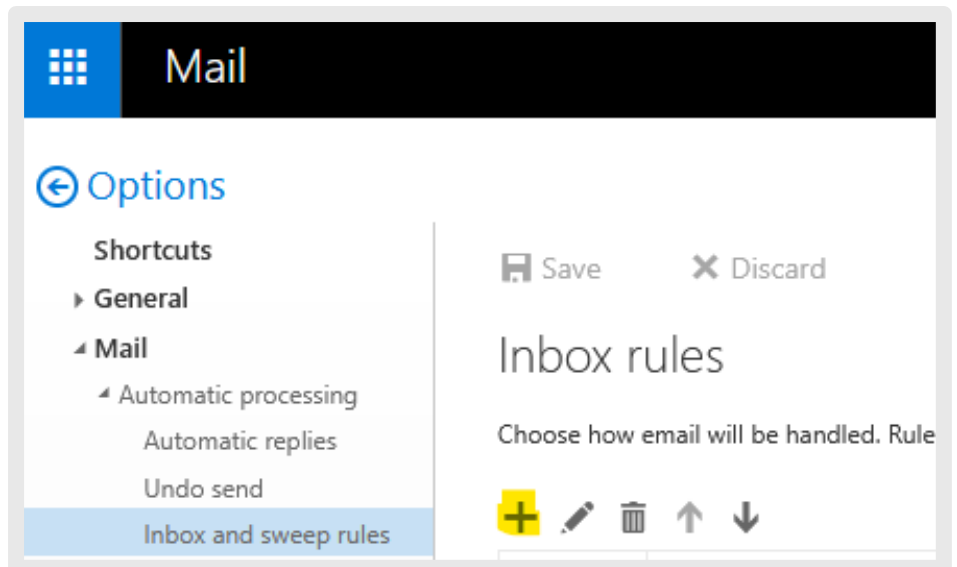 Mail
Options
Shortcuts
General
Mail
Automatic processing
Automatic replies
Undo send
Inbox and sweep rules
Save
Discard
Inbox rules
Choose how email will be handled. Rule